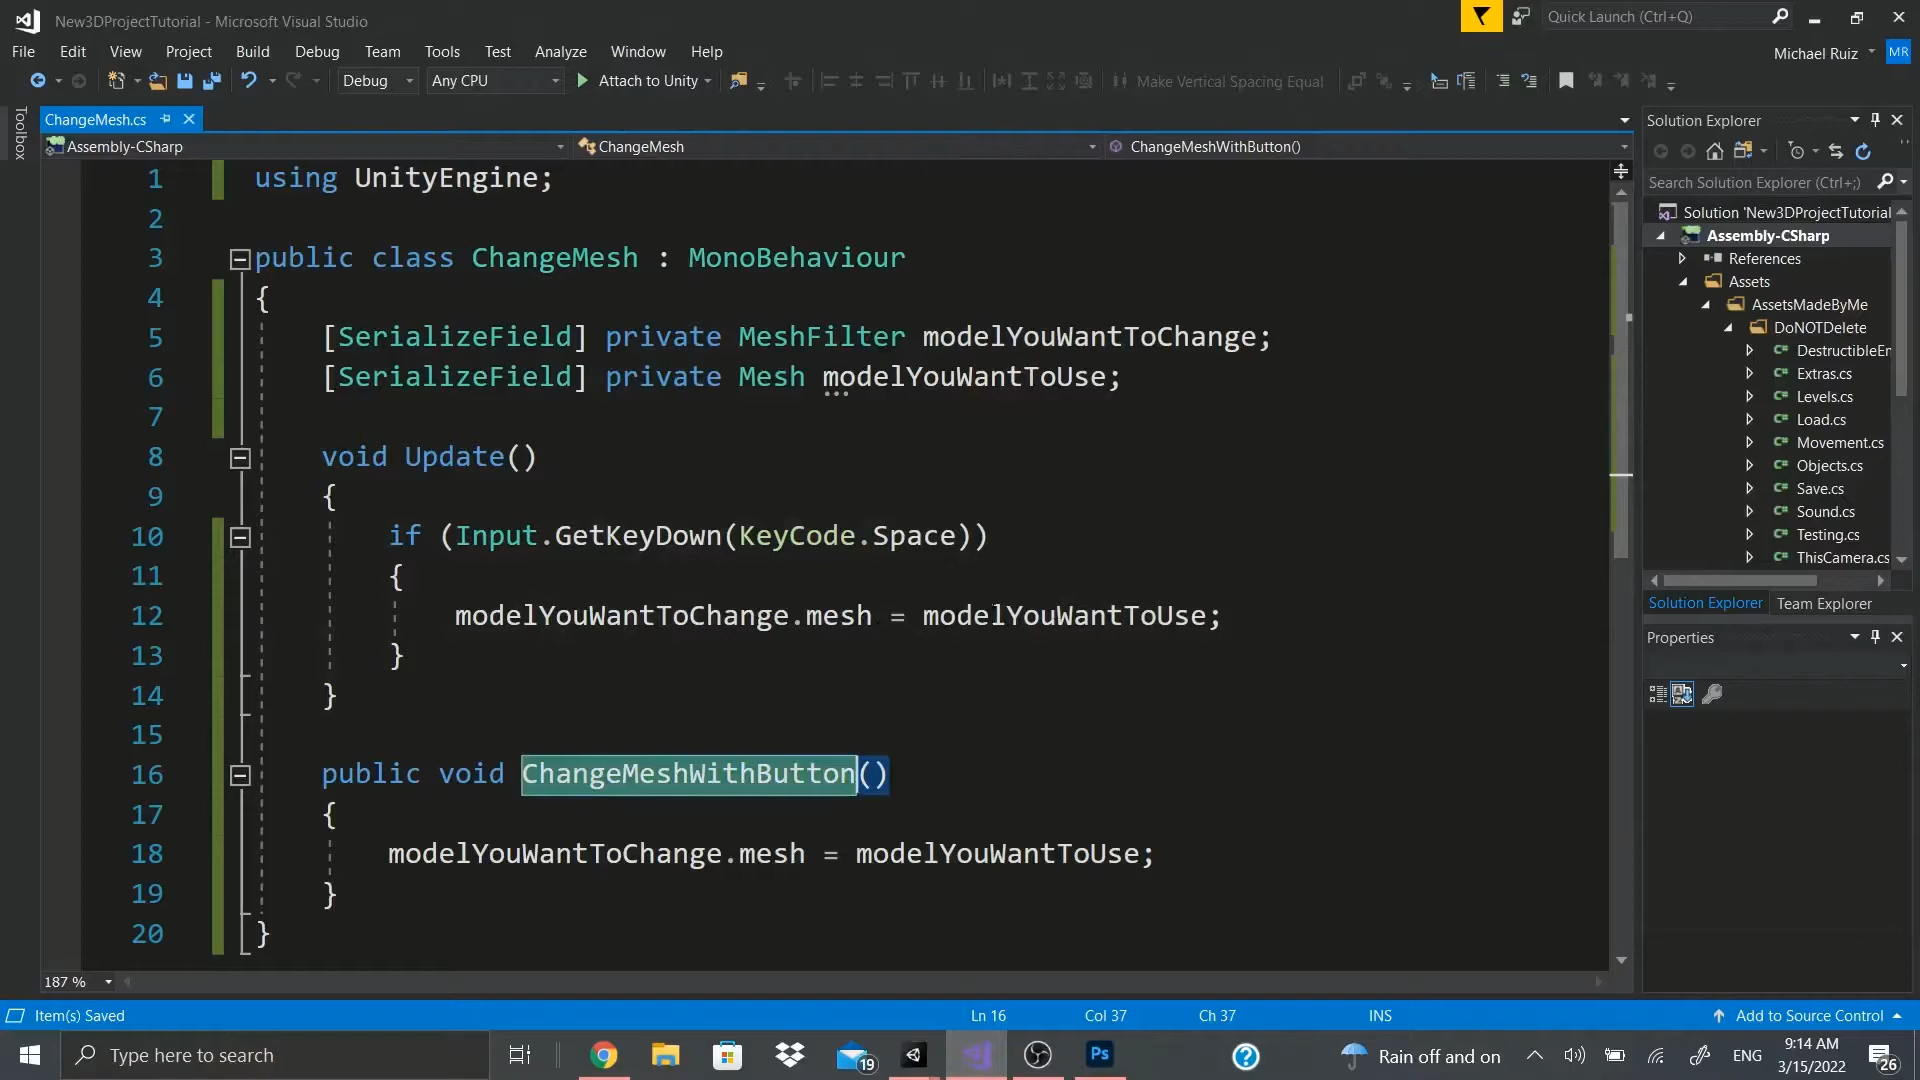 New3DProjectTutorial - Microsoft Visual Studio
Quick Launch (Ctrl+Q)
File Edit View Project Build Debug Team Tools Test Analyze Window Help
Michael Ruiz MR
Debug Any CPU Attach to Unity Make Vertical Spacing Equal
Toolbox
ChangeMesh.cs
Assembly-CSharp ChangeMesh ChangeMeshWithButton()
1 using UnityEngine;
2
3 public class ChangeMesh : MonoBehaviour
4 {
5 [SerializeField] private MeshFilter modelYouWantToChange;
6 [SerializeField] private Mesh modelYouWantToUse;
7
8 void Update()
9 {
10 if (Input.GetKeyDown(KeyCode.Space))
11 {
12 modelYouWantToChange.mesh = modelYouWantToUse;
13 }
14 }
15
16 public void ChangeMeshWithButton()
17 {
18 modelYouWantToChange.mesh = modelYouWantToUse;
19 }
20 }
187 %
Solution Explorer
Search Solution Explorer (Ctrl+;)
Solution 'New3DProjectTutorial
Assembly-CSharp
References
Assets
AssetsMadeByMe
DoNOTDelete
DestructibleEn
Extras.cs
Levels.cs
Load.cs
Movement.cs
Objects.cs
Save.cs
Sound.cs
Testing.cs
ThisCamera.cs
Solution Explorer Team Explorer
Properties
Item(s) Saved Ln 16 Col 37 Ch 37 INS Add to Source Control
Type here to search
19
Ps
Rain off and on
ENG
9:14 AM
3/15/2022
26